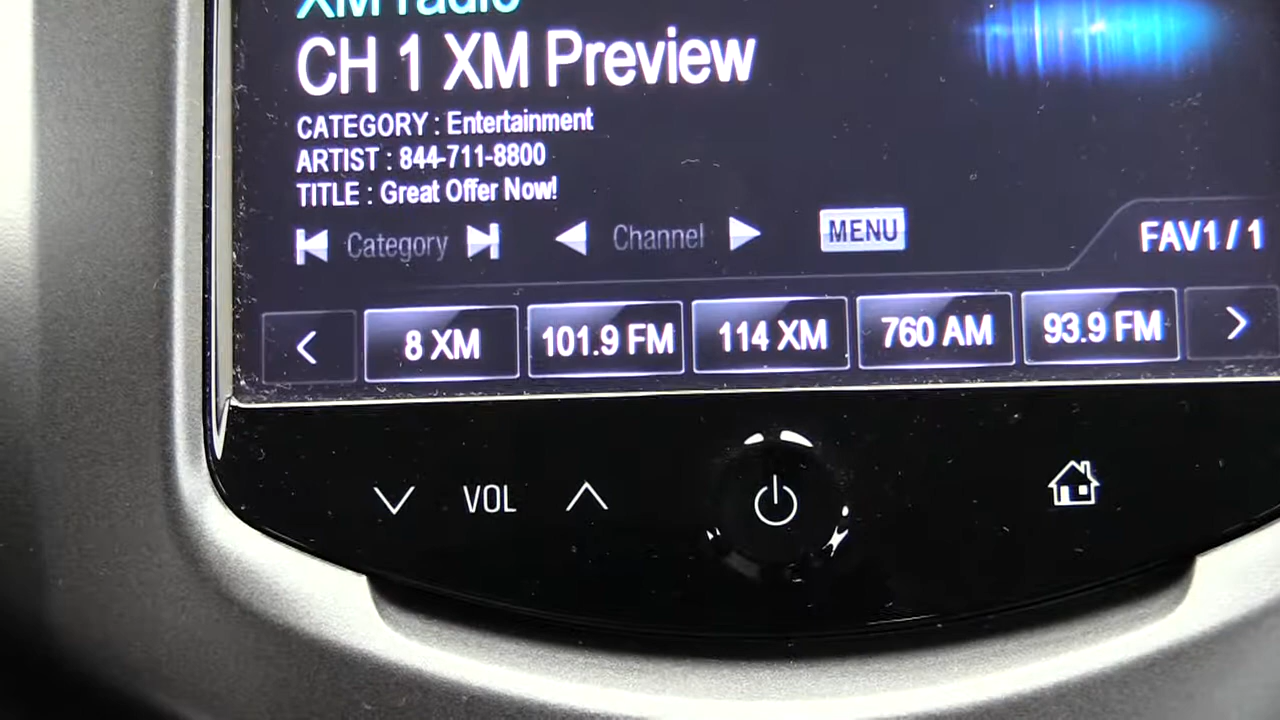 XM radio
CH 1 XM Preview
CATEGORY : Entertainment
ARTIST : 844-711-8800
TITLE : Great Offer Now!
Category Channel MENU FAV1 / 1
8 XM 101.9 FM 114 XM 760 AM 93.9 FM
VOL